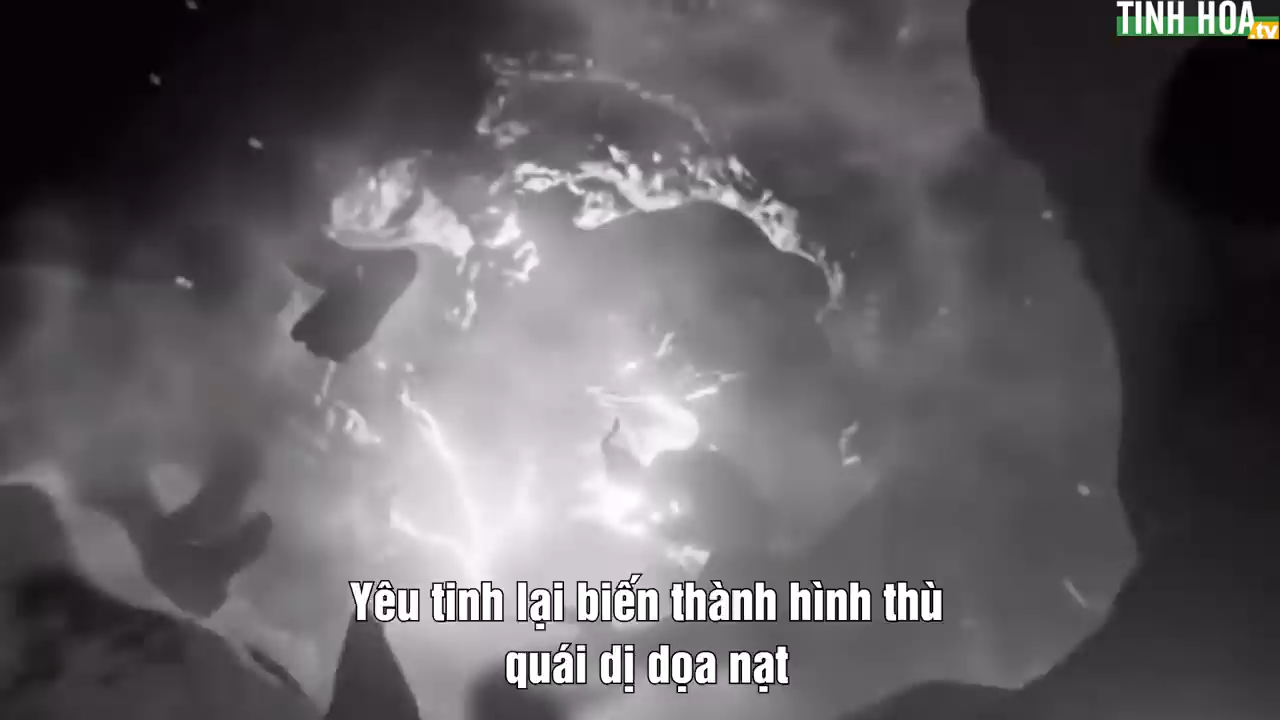 TINH HOA.tv
Yêu tinh lại biến thành hình thù
quái dị dọa nạt